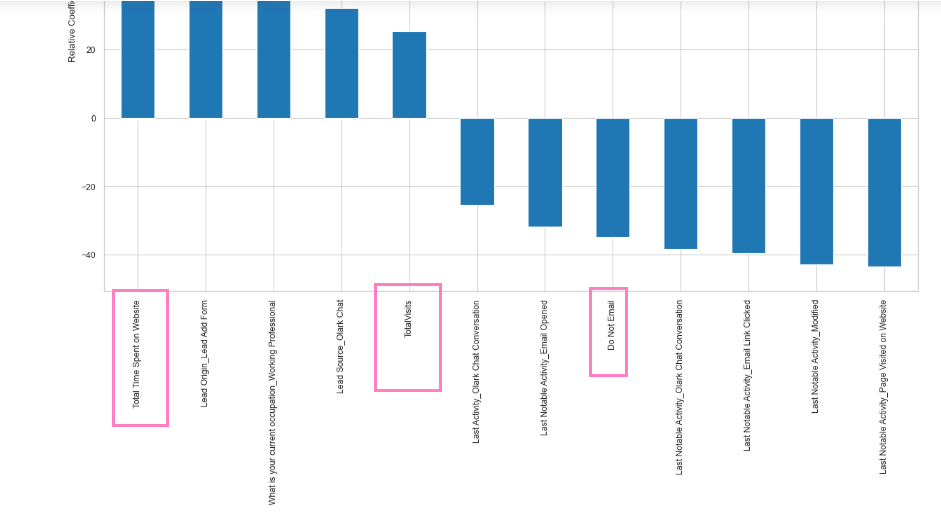 Relative Coeffi
20
0
−20
−40
Total Time Spent on Website
Lead Origin_Lead Add Form
What is your current occupation_Working Professional
Lead Source_Olark Chat
TotalVisits
Last Activity_Olark Chat Conversation
Last Notable Activity_Email Opened
Do Not Email
Last Notable Activity_Olark Chat Conversation
Last Notable Activity_Email Link Clicked
Last Notable Activity_Modified
Last Notable Activity_Page Visited on Website